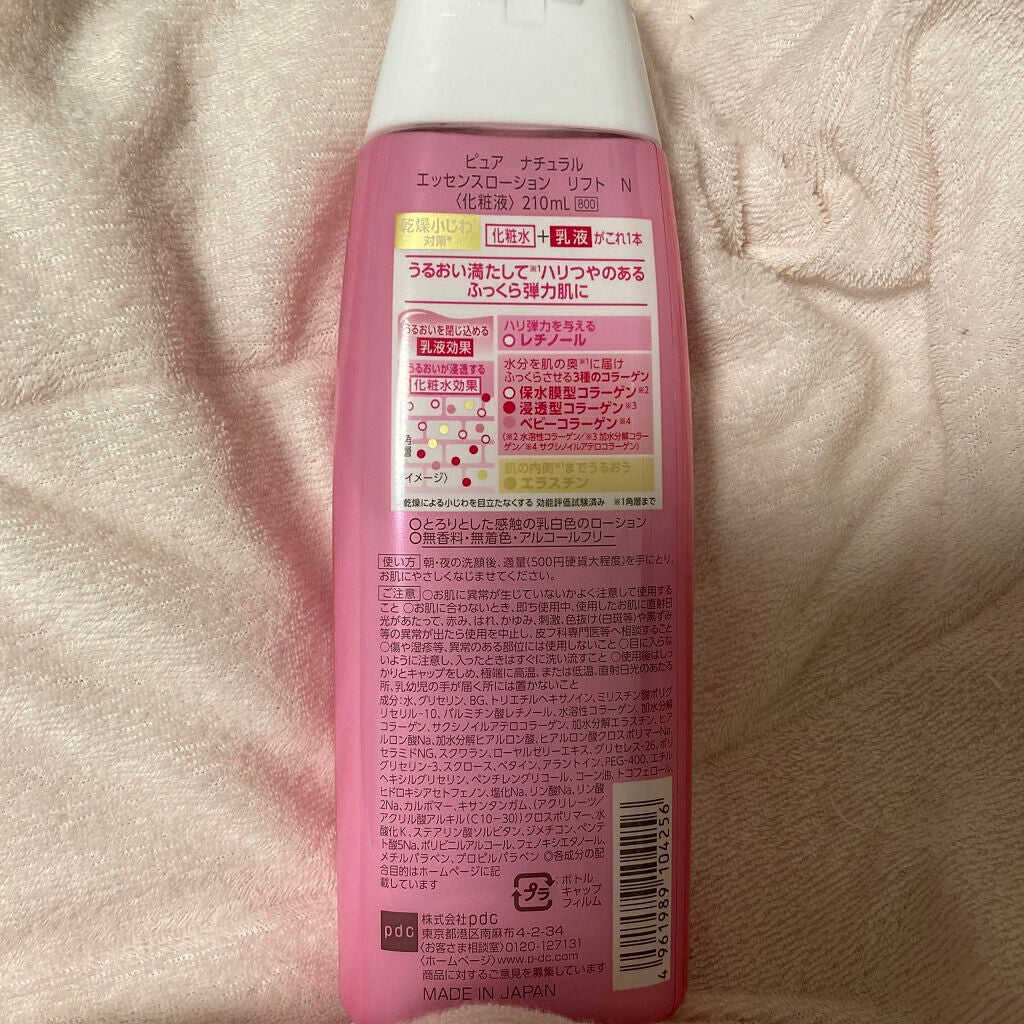 ピュア ナチュラル
エッセンスローション リフト N
〈化粧液〉210mL 800
乾燥小じわ
対策*
化粧水+乳液がこれ1本
うるおい満たして※1ハリつやのある
ふっくら弾力肌に
うるおいを閉じ込める
乳液効果
うるおいが浸透する
化粧水効果
角層
イメージ〉
ハリ弾力を与える
レチノール
水分を肌の奥※1に届け
ふっくらさせる3種のコラーゲン
保水膜型コラーゲン※2
浸透型コラーゲン※3
ベビーコラーゲン※4
(※2 水溶性コラーゲン/※3 加水分解コラー
ゲン/※4 サクシノイルアテロコラーゲン)
肌の内側※1までうるおう
エラスチン
乾燥による小じわを目立たなくする 効能評価試験済み ※1角層まで
○とろりとした感触の乳白色のローション
○無香料・無着色・アルコールフリー
使い方 朝・夜の洗顔後、適量(500円硬貨大程度)を手にとり、
お肌にやさしくなじませてください。
ご注意 ○お肌に異常が生じていないかよく注意して使用する
こと ○お肌に合わないとき、即ち使用中、使用したお肌に直射日
光があたって、赤み、はれ、かゆみ、刺激、色抜け(白斑等)や黒ずみ
等の異常が出たら使用を中止し、皮フ科専門医等へ相談すること
○傷や湿疹等、異常のある部位には使用しないこと ○目に入らな
いように注意し、入ったときはすぐに洗い流すこと ○使用後はしっ
かりとキャップをしめ、極端に高温、または低温、直射日光のあたる場
所、乳幼児の手が届く所には置かないこと
成分:水、グリセリン、BG、トリエチルヘキサノイン、ミリスチン酸ポリグ
リセリル-10、パルミチン酸レチノール、水溶性コラーゲン、加水分解
コラーゲン、サクシノイルアテロコラーゲン、加水分解エラスチン、ヒア
ルロン酸Na、加水分解ヒアルロン酸、ヒアルロン酸クロスポリマーNa、
セラミドNG、スクワラン、ローヤルゼリーエキス、グリセレス-26、ポリ
グリセリン-3、スクロース、ベタイン、アラントイン、PEG-400、エチル
ヘキシルグリセリン、ペンチレングリコール、コーン油、トコフェロール、
ヒドロキシアセトフェノン、塩化Na、リン酸Na、リン酸
2Na、カルボマー、キサンタンガム、(アクリレーツ/
アクリル酸アルキル(C10-30))クロスポリマー、水
酸化K、ステアリン酸ソルビタン、ジメチコン、ペンテ
ト酸5Na、ポリビニルアルコール、フェノキシエタノール、
メチルパラベン、プロピルパラベン ◎各成分の配
合目的はホームページに記
載しています
プラ
:ボトル
キャップ
フィルム
4961989104256
pdc
株式会社pdc
東京都港区南麻布4-2-34
〈お客さま相談室〉0120-127131
〈ホームページ〉www.p-dc.com
商品に対するご意見を募集しています
MADE IN JAPAN